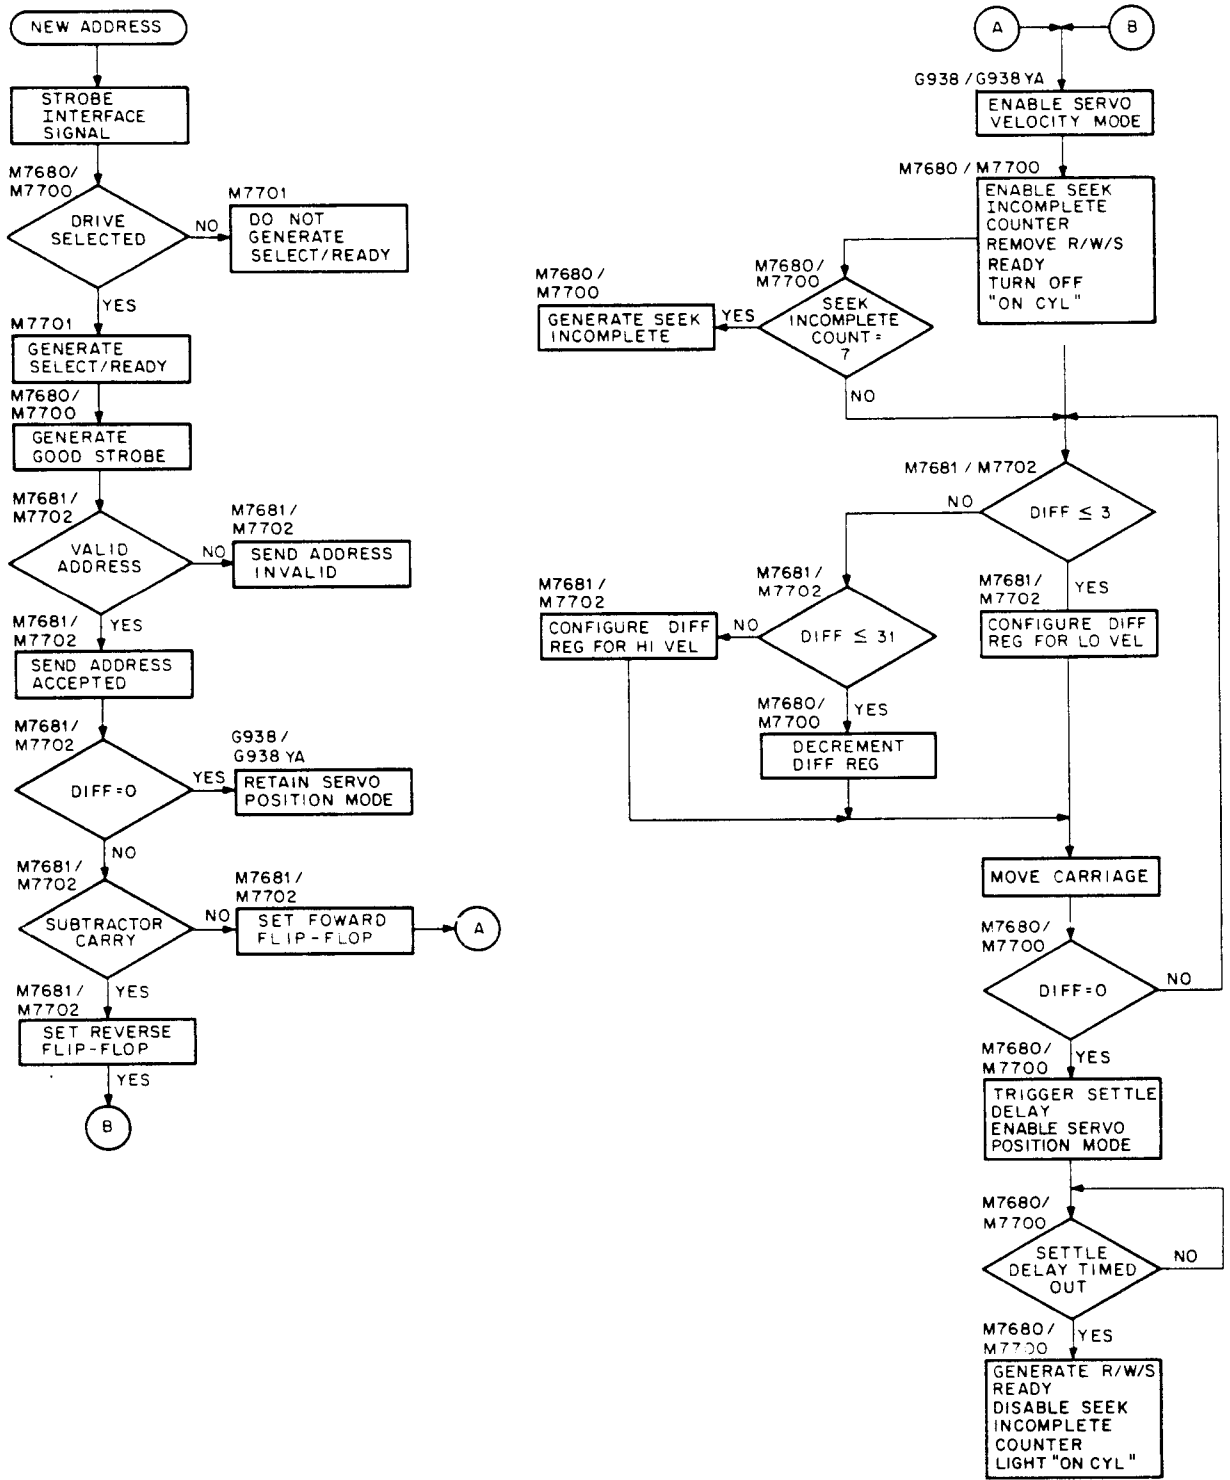 NEW ADDRESS
STROBE
INTERFACE
SIGNAL
M7680/
M7700
DRIVE
SELECTED
NO
M7701
DO NOT
GENERATE
SELECT/READY
YES
M7701
GENERATE
SELECT/READY
M7680/
M7700
GENERATE
GOOD STROBE
M7681/
M7702
VALID
ADDRESS
NO
M7681/
M7702
SEND ADDRESS
INVALID
YES
M7681/
M7702
SEND ADDRESS
ACCEPTED
M7681/
M7702
DIFF=0
YES
G938/
G938 YA
RETAIN SERVO
POSITION MODE
NO
M7681/
M7702
SUBTRACTOR
CARRY
NO
M7681/
M7702
SET FOWARD
FLIP-FLOP
A
YES
M7681/
M7702
SET REVERSE
FLIP-FLOP
YES
B
A
B
G938/G938YA
ENABLE SERVO
VELOCITY MODE
M7680/M7700
ENABLE SEEK
INCOMPLETE
COUNTER
REMOVE R/W/S
READY
TURN OFF
"ON CYL"
M7680/
M7700
SEEK
INCOMPLETE
COUNT=
7
YES
M7680/
M7700
GENERATE SEEK
INCOMPLETE
NO
M7681/M7702
DIFF ≤ 3
NO
M7681/
M7702
DIFF ≤ 31
NO
M7681/
M7702
CONFIGURE DIFF
REG FOR HI VEL
YES
M7681/
M7702
CONFIGURE DIFF
REG FOR LO VEL
YES
M7680/
M7700
DECREMENT
DIFF REG
MOVE CARRIAGE
M7680/
M7700
DIFF=0
NO
YES
M7680/
M7700
TRIGGER SETTLE
DELAY
ENABLE SERVO
POSITION MODE
M7680/
M7700
SETTLE
DELAY TIMED
OUT
NO
YES
M7680/
M7700
GENERATE R/W/S
READY
DISABLE SEEK
INCOMPLETE
COUNTER
LIGHT "ON CYL"